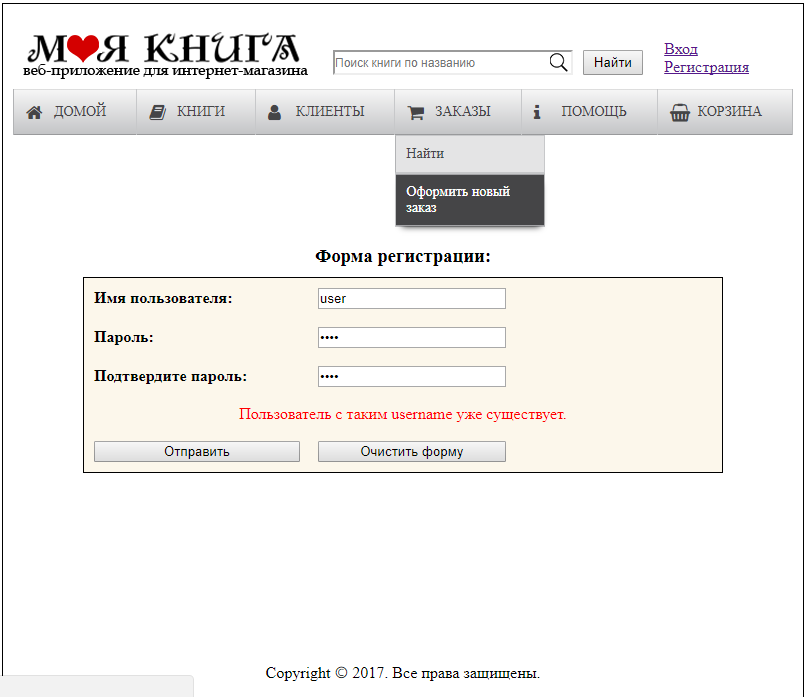 МОЯ КНИГА
веб-приложение для интернет-магазина
Поиск книги по названию
Найти
Вход
Регистрация
ДОМОЙ
КНИГИ
КЛИЕНТЫ
ЗАКАЗЫ
ПОМОЩЬ
КОРЗИНА
Найти
Оформить новый
заказ
Форма регистрации:
Имя пользователя:
user
Пароль:
••••
Подтвердите пароль:
••••
Пользователь с таким username уже существует.
Отправить
Очистить форму
Copyright © 2017. Все права защищены.